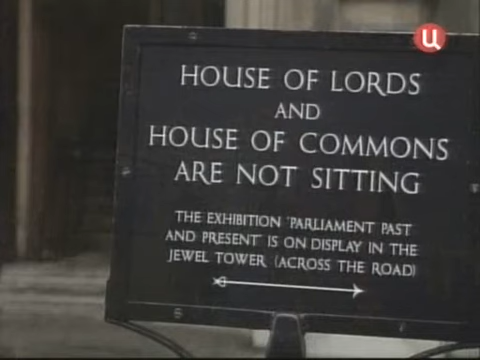 Ц
HOUSE OF LORDS
AND
HOUSE OF COMMONS
ARE NOT SITTING
THE EXHIBITION "PARLIAMENT PAST
AND PRESENT" IS ON DISPLAY IN THE
JEWEL TOWER (ACROSS THE ROAD)